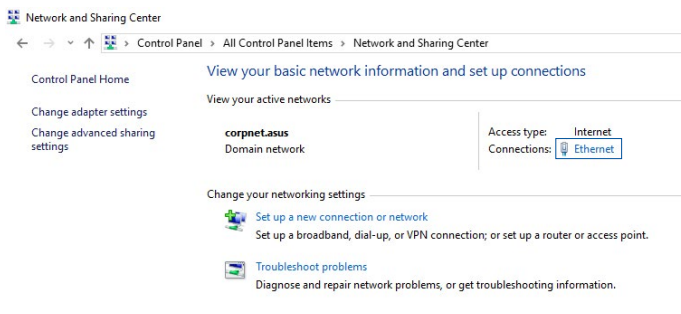 Network and Sharing Center
Control Panel > All Control Panel Items > Network and Sharing Center
Control Panel Home
View your basic network information and set up connections
Change adapter settings
View your active networks
Change advanced sharing
settings
corpnet.asus
Access type: Internet
Domain network
Connections: Ethernet
Change your networking settings
Set up a new connection or network
Set up a broadband, dial-up, or VPN connection; or set up a router or access point.
Troubleshoot problems
Diagnose and repair network problems, or get troubleshooting information.